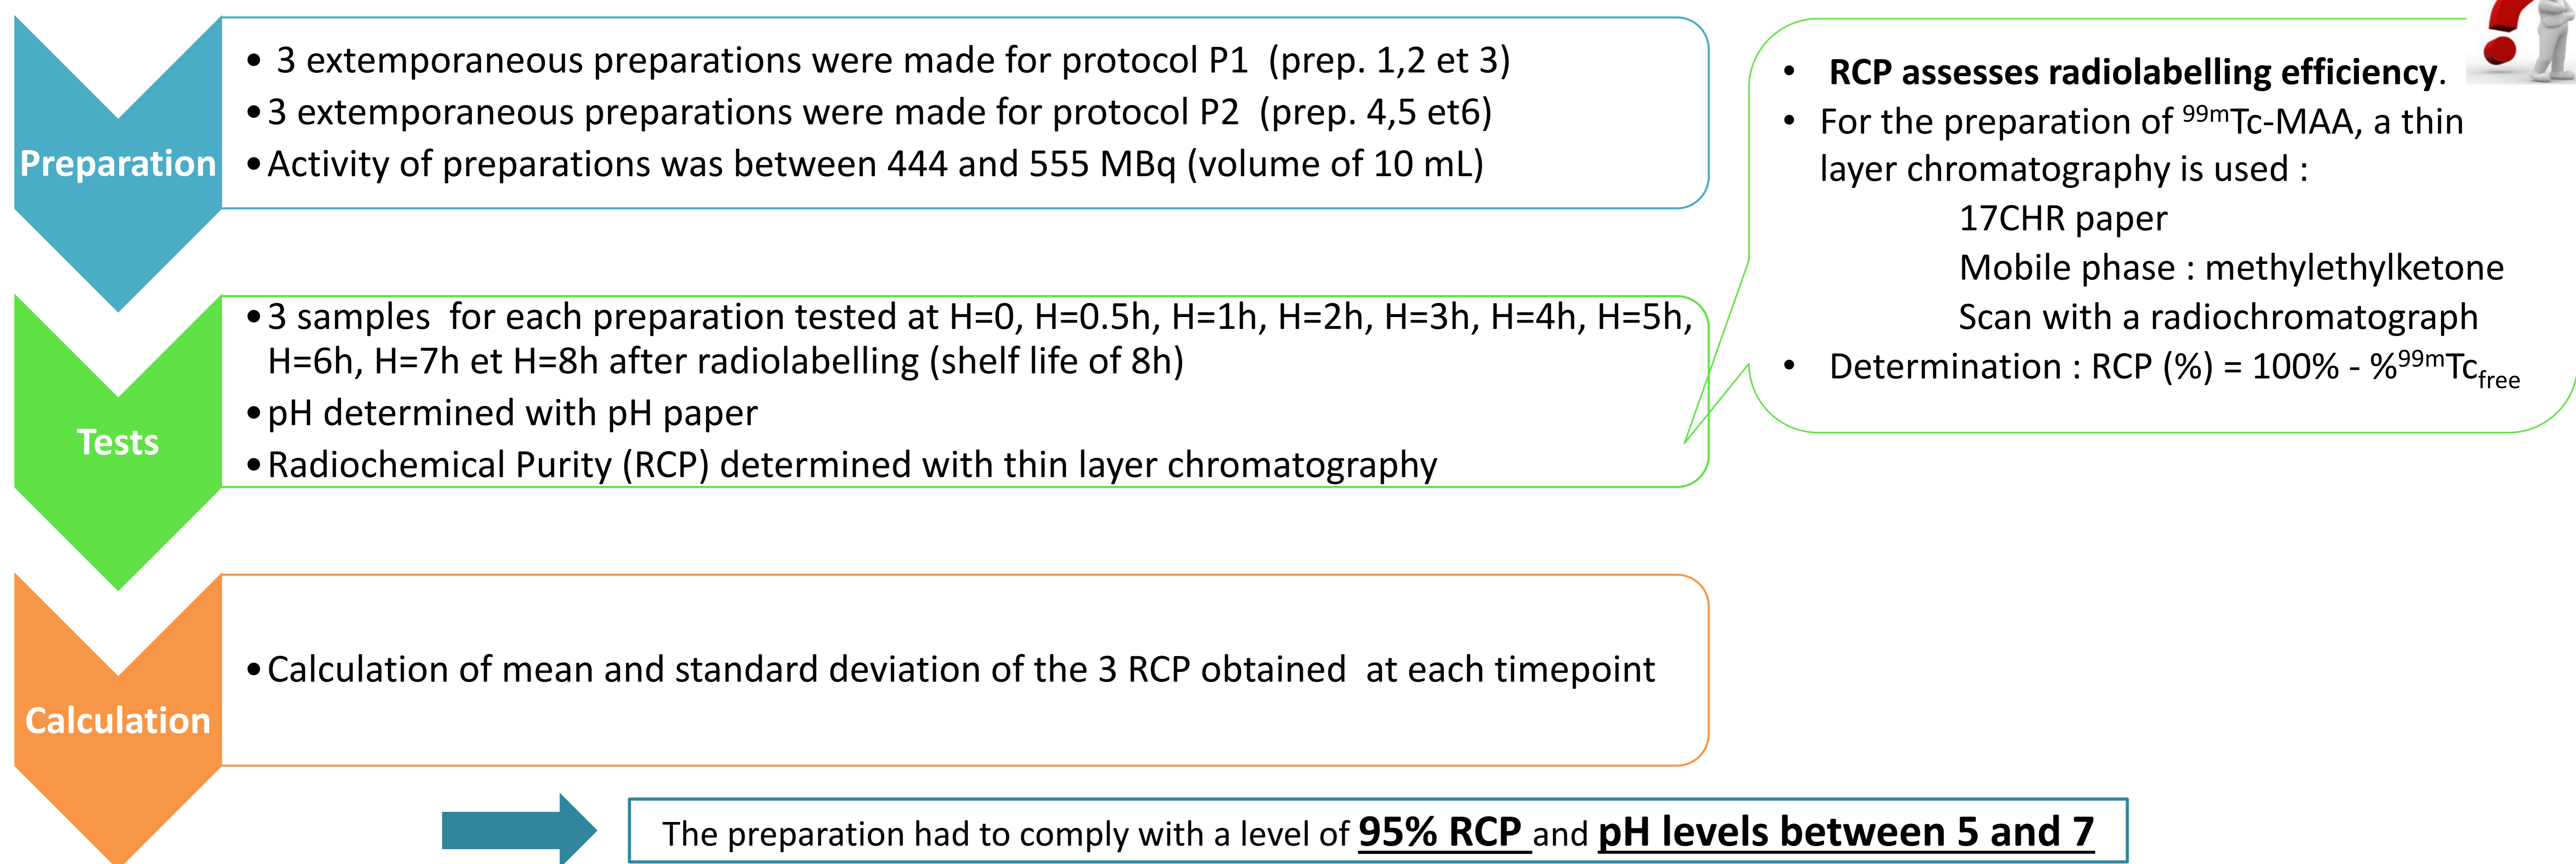 Preparation
• 3 extemporaneous preparations were made for protocol P1 (prep. 1,2 et 3)
• 3 extemporaneous preparations were made for protocol P2 (prep. 4,5 et6)
• Activity of preparations was between 444 and 555 MBq (volume of 10 mL)
• RCP assesses radiolabelling efficiency.
• For the preparation of ⁹⁹ᵐTc-MAA, a thin
layer chromatography is used :
17CHR paper
Mobile phase : methylethylketone
Scan with a radiochromatograph
• Determination : RCP (%) = 100% - %⁹⁹ᵐTcfree
Tests
• 3 samples for each preparation tested at H=0, H=0.5h, H=1h, H=2h, H=3h, H=4h, H=5h,
H=6h, H=7h et H=8h after radiolabelling (shelf life of 8h)
• pH determined with pH paper
• Radiochemical Purity (RCP) determined with thin layer chromatography
Calculation
• Calculation of mean and standard deviation of the 3 RCP obtained at each timepoint
The preparation had to comply with a level of 95% RCP and pH levels between 5 and 7